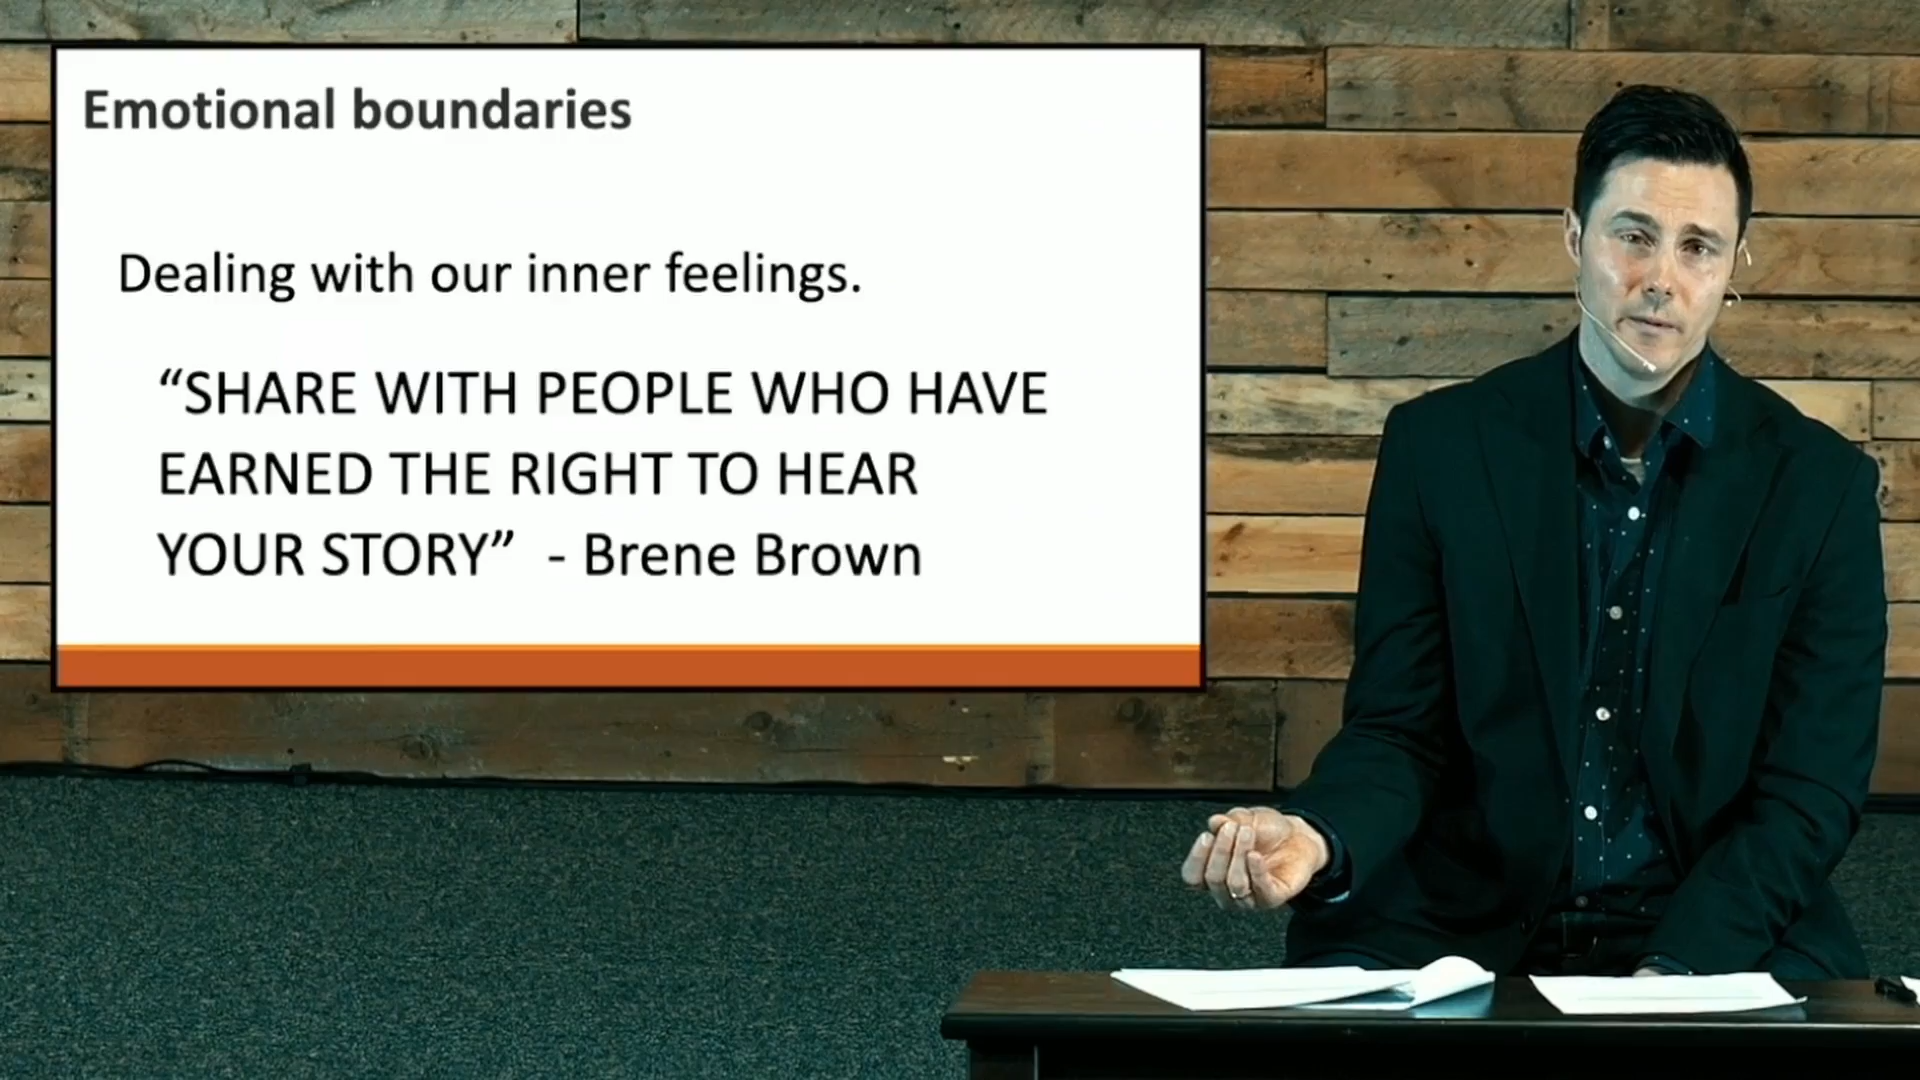 Emotional boundaries
Dealing with our inner feelings.
“SHARE WITH PEOPLE WHO HAVE
EARNED THE RIGHT TO HEAR
YOUR STORY” - Brene Brown